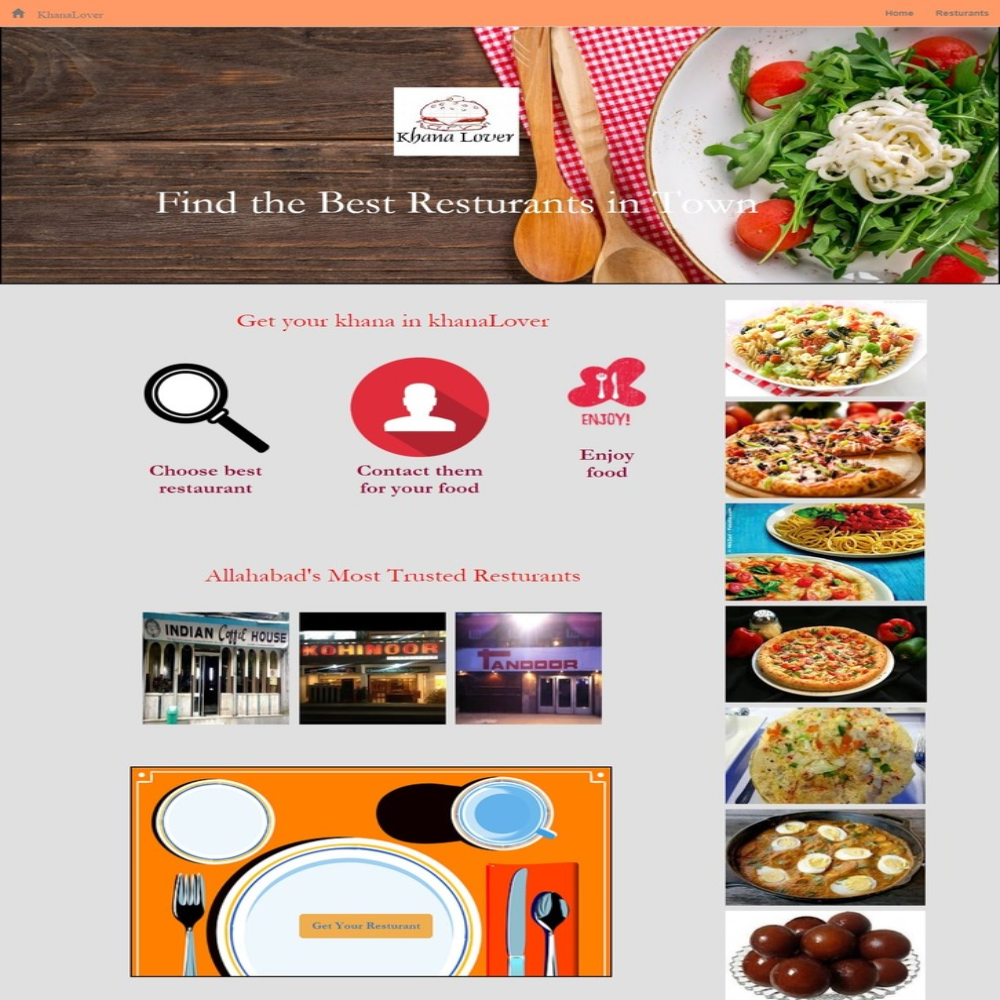 KhanaLover
Home Resturants
Khana Lover
Find the Best Resturants in Town
Get your khana in khanaLover
ENJOY!
Choose best
restaurant
Contact them
for your food
Enjoy
food
Allahabad's Most Trusted Resturants
INDIAN Coffee HOUSE
KOHINOOR
TANDOOR
Get Your Resturant